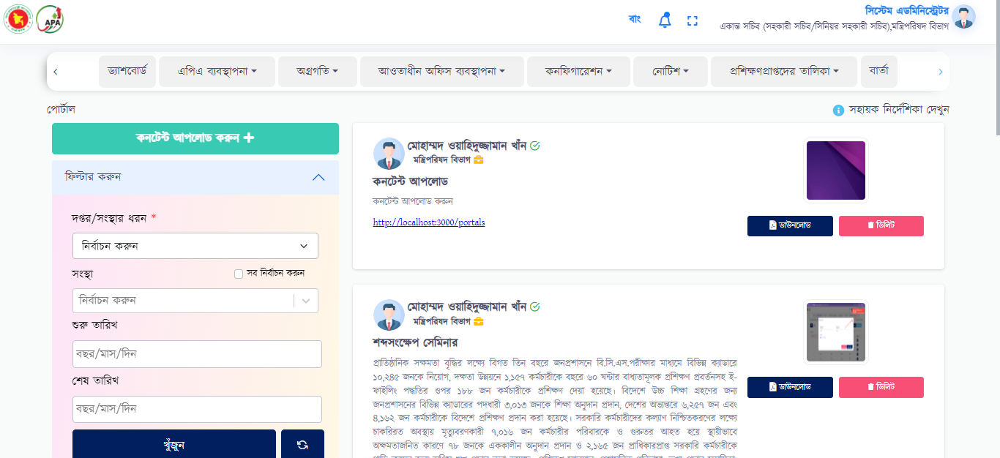 APA
বাং
সিস্টেম এডমিনিস্ট্রেটর
একান্ত সচিব (সহকারী সচিব/সিনিয়র সহকারী সচিব),মন্ত্রিপরিষদ বিভাগ
ড্যাশবোর্ড
এপিএ ব্যবস্থাপনা
অগ্রগতি
আওতাধীন অফিস ব্যবস্থাপনা
কনফিগারেশন
নোটিশ
প্রশিক্ষণপ্রাপ্তদের তালিকা
বার্তা
পোর্টাল
সহায়ক নির্দেশিকা দেখুন
কনটেন্ট আপলোড করুন
ফিল্টার করুন
দপ্তর/সংস্থার ধরন *
নির্বাচন করুন
সংস্থা
সব নির্বাচন করুন
নির্বাচন করুন
শুরু তারিখ
বছর/মাস/দিন
শেষ তারিখ
বছর/মাস/দিন
খুঁজুন
মোহাম্মদ ওয়াহিদুজ্জামান খাঁন
মন্ত্রিপরিষদ বিভাগ
কনটেন্ট আপলোড
কনটেন্ট আপলোড করুন
http://localhost:3000/portals
ডাউনলোড
ডিলিট
মোহাম্মদ ওয়াহিদুজ্জামান খাঁন
মন্ত্রিপরিষদ বিভাগ
শব্দসংক্ষেপ সেমিনার
প্রাতিষ্ঠানিক সক্ষমতা বৃদ্ধির লক্ষ্যে বিগত তিন বছরে জনপ্রশাসনে বি.সি.এস.পরীক্ষার মাধ্যমে বিভিন্ন ক্যাডারে
১০,২৪৫ জনকে নিয়োগ, দক্ষতা উন্নয়নে ১,১৫৭ কর্মচারীকে বছরে ৬০ ঘন্টার বাধ্যতামূলক প্রশিক্ষণ প্রবর্তনসহ ই-
ফাইলিং পদ্ধতির ওপর ১৮৮ জন কর্মচারীকে প্রশিক্ষণ দেয়া হয়েছে। বিদেশে উচ্চ শিক্ষা গ্রহণের জন্য
জনপ্রশাসনের বিভিন্ন ক্যাডারের পদধারী ৩,০১৩ জনকে শিক্ষা অনুদান প্রদান, দেশের অভ্যন্তরে ৬,২৫৭ জন এবং
৪,১৬২ জন কর্মচারীকে বিদেশে প্রশিক্ষণ প্রদান করা হয়েছে। সরকারি কর্মচারীদের কল্যাণ নিশ্চিতকরণের লক্ষ্যে
চাকরিরত অবস্থায় মৃত্যুবরণকারী ৭,০১৬ জন কর্মচারীর পরিবারকে ও গুরুতর আহত হয়ে স্থায়ীভাবে
অক্ষমতাজনিত কারণে ৭৮ জনকে এককালীন অনুদান প্রদান ও ২,১৬৫ জন প্রাধিকারপ্রাপ্ত সরকারি কর্মচারীকে
ডাউনলোড
ডিলিট